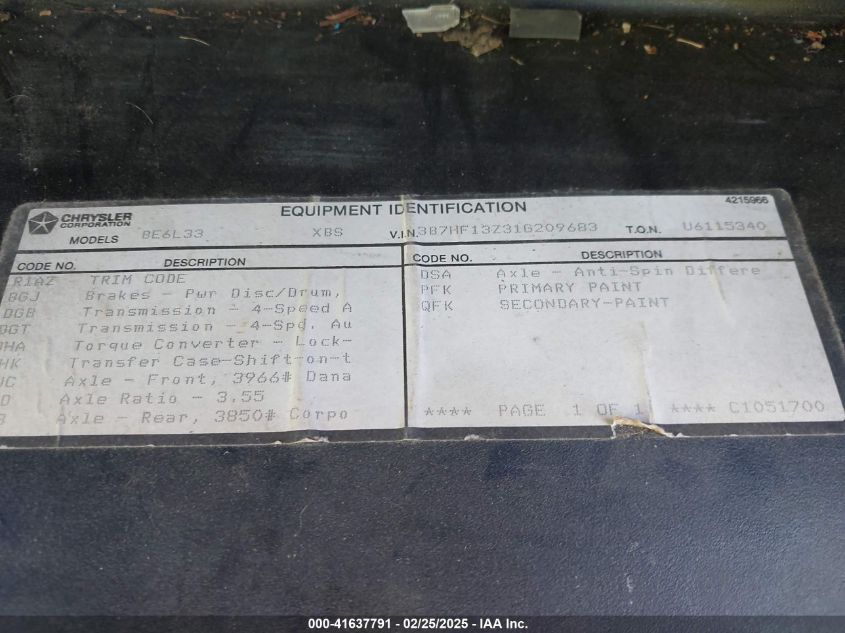 EQUIPMENT IDENTIFICATION
4215966
CHRYSLER
CORPORATION
MODELS BE6L33 XBS V.I.N. 3B7HF13Z31G209683 T.O.N. U6115340
CODE NO. DESCRIPTION
R1AZ TRIM CODE
BGJ Brakes - Pwr Disc/Drum,
DGB Transmission - 4-Speed A
BGT Transmission - 4-Spd. Au
HA Torque Converter - Lock-
HK Transfer Case-Shift-on-t
C Axle - Front, 3966# Dana
D Axle Ratio - 3.55
Axle - Rear, 3850# Corpo
CODE NO. DESCRIPTION
DSA Axle - Anti-Spin Differe
PFK PRIMARY PAINT
QFK SECONDARY-PAINT
**** PAGE 1 OF 1 **** C1051700
000-41637791 - 02/25/2025 - IAA Inc.